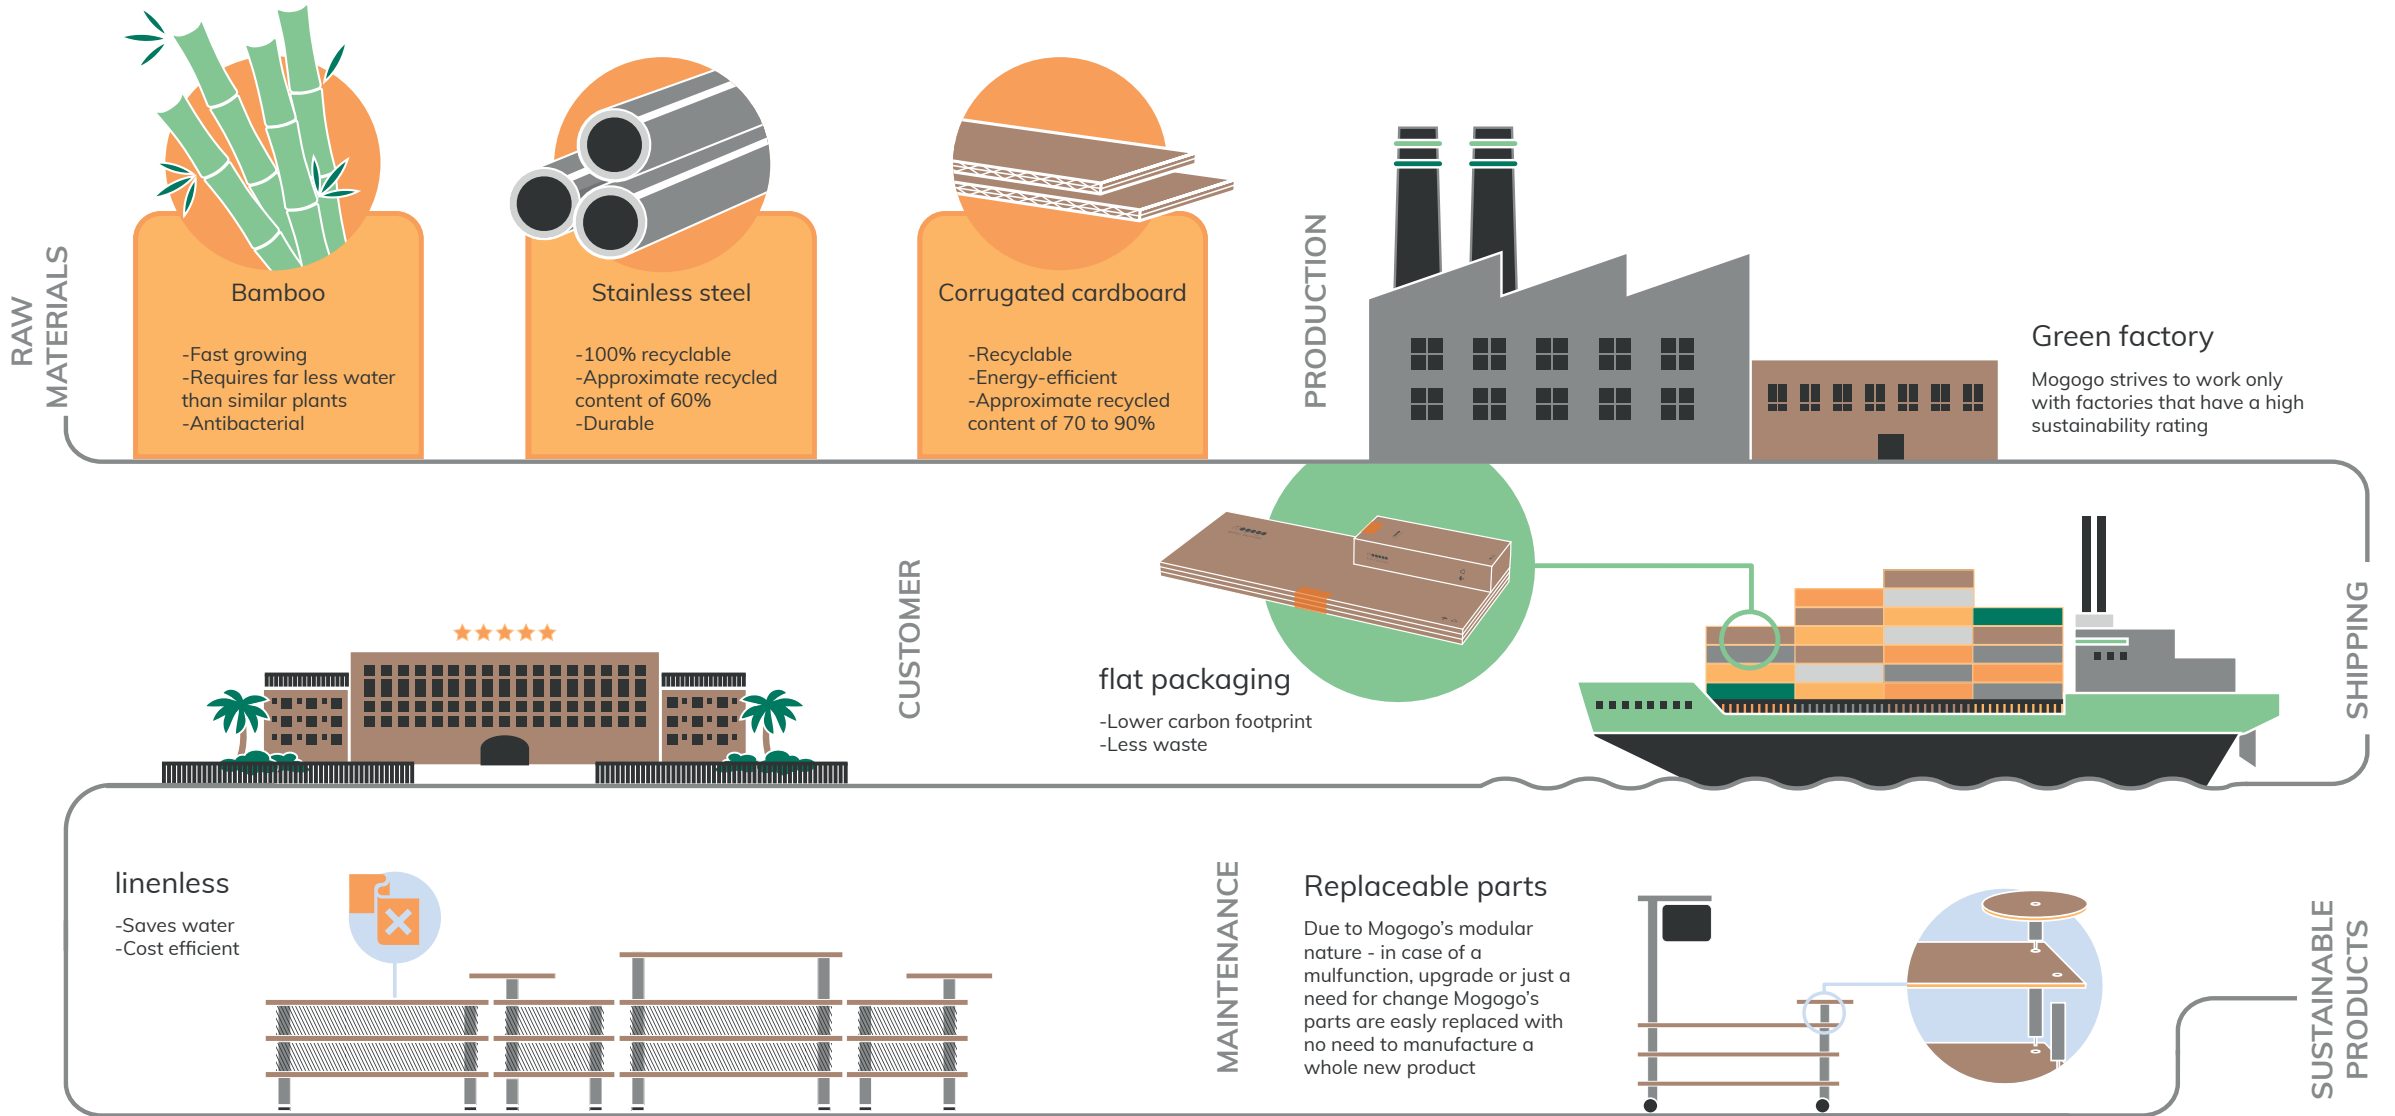 RAW
MATERIALS
Bamboo
-Fast growing
-Requires far less water
than similar plants
-Antibacterial
Stainless steel
-100% recyclable
-Approximate recycled
content of 60%
-Durable
Corrugated cardboard
-Recyclable
-Energy-efficient
-Approximate recycled
content of 70 to 90%
PRODUCTION
Green factory
Mogogo strives to work only
with factories that have a high
sustainability rating
SHIPPING
flat packaging
-Lower carbon footprint
-Less waste
CUSTOMER
linenless
-Saves water
-Cost efficient
MAINTENANCE
Replaceable parts
Due to Mogogo’s modular
nature - in case of a
mulfunction, upgrade or just a
need for change Mogogo’s
parts are easily replaced with
no need to manufacture a
whole new product
SUSTAINABLE
PRODUCTS